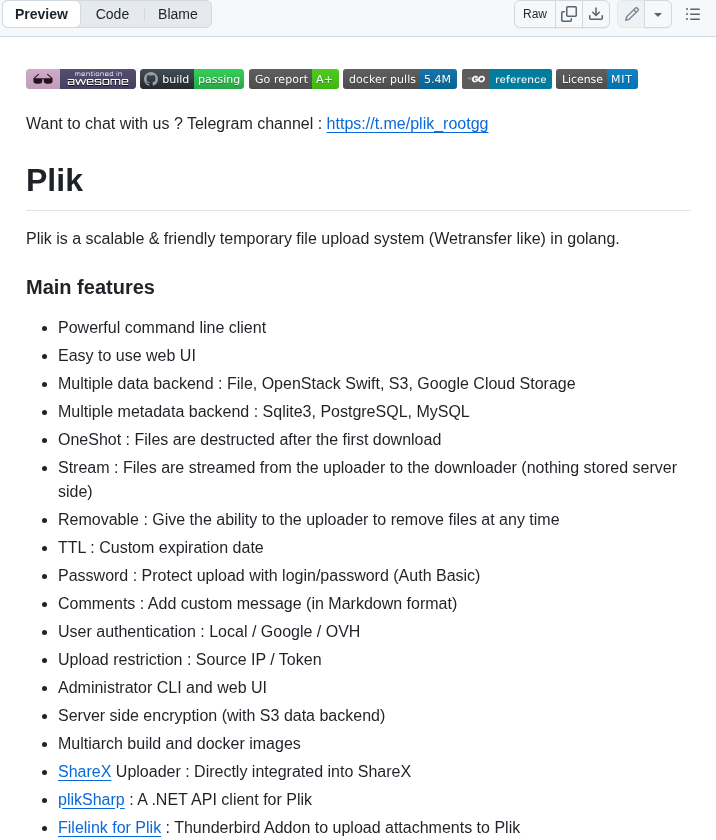 Preview Code Blame Raw
mentioned in awesome build passing Go report A+ docker pulls 5.4M GO reference License MIT
Want to chat with us ? Telegram channel : https://t.me/plik_rootgg
Plik
Plik is a scalable & friendly temporary file upload system (Wetransfer like) in golang.
Main features
Powerful command line client
Easy to use web UI
Multiple data backend : File, OpenStack Swift, S3, Google Cloud Storage
Multiple metadata backend : Sqlite3, PostgreSQL, MySQL
OneShot : Files are destructed after the first download
Stream : Files are streamed from the uploader to the downloader (nothing stored server
side)
Removable : Give the ability to the uploader to remove files at any time
TTL : Custom expiration date
Password : Protect upload with login/password (Auth Basic)
Comments : Add custom message (in Markdown format)
User authentication : Local / Google / OVH
Upload restriction : Source IP / Token
Administrator CLI and web UI
Server side encryption (with S3 data backend)
Multiarch build and docker images
ShareX Uploader : Directly integrated into ShareX
plikSharp : A .NET API client for Plik
Filelink for Plik : Thunderbird Addon to upload attachments to Plik